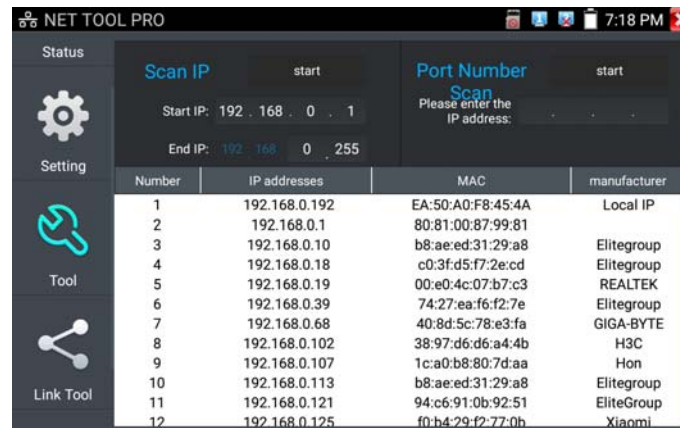 NET TOOL PRO 7:18 PM
Status
Setting
Tool
Link Tool
Scan IP start
Start IP: 192 . 168 . 0 . 1
End IP: 192 168 0 . 255
Port Number Scan start
Please enter the
IP address: . . .
Number IP addresses MAC manufacturer
1 192.168.0.192 EA:50:A0:F8:45:4A Local IP
2 192.168.0.1 80:81:00:87:99:81
3 192.168.0.10 b8:ae:ed:31:29:a8 Elitegroup
4 192.168.0.18 c0:3f:d5:f7:2e:cd Elitegroup
5 192.168.0.19 00:e0:4c:07:b7:c3 REALTEK
6 192.168.0.39 74:27:ea:f6:f2:7e Elitegroup
7 192.168.0.68 40:8d:5c:78:e3:fa GIGA-BYTE
8 192.168.0.102 38:97:d6:d6:a4:4b H3C
9 192.168.0.107 1c:a0:b8:80:7d:aa Hon
10 192.168.0.113 b8:ae:ed:31:29:a8 Elitegroup
11 192.168.0.121 94:c6:91:0b:92:51 EliteGroup
12 192.168.0.125 f0:b4:29:f2:77:0b Xiaomi